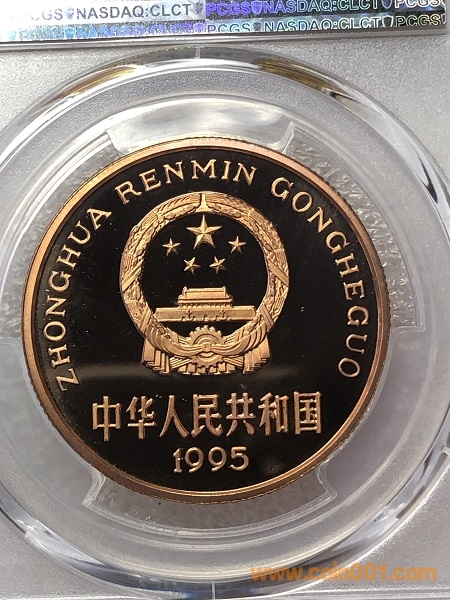 PCGS NASDAQ:CLCT PCGS NASDAQ:CLCT PCGS
ZHONGHUA RENMIN GONGHEGUO
中华人民共和国
1995
www.coin001.com